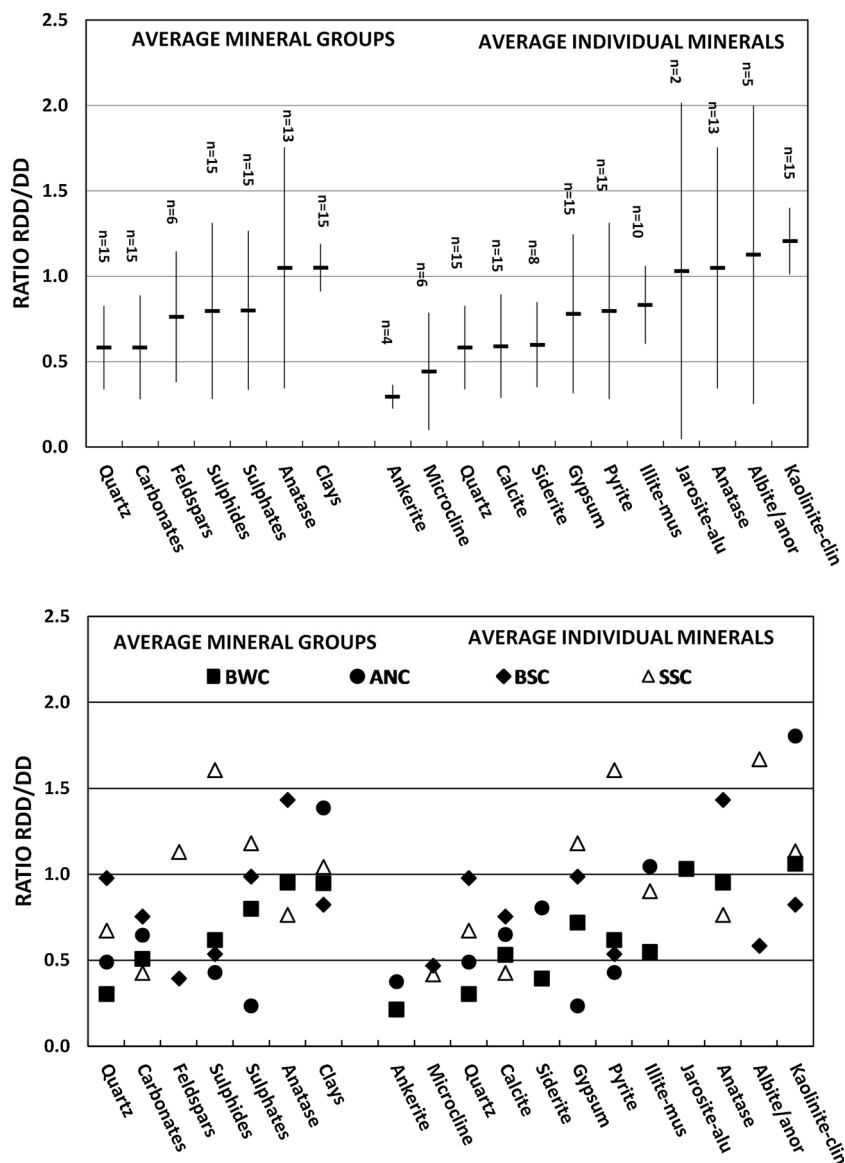 AVERAGE MINERAL GROUPS
AVERAGE INDIVIDUAL MINERALS
RATIO RDD/DD
2.5
2.0
1.5
1.0
0.5
0.0
n=15
n=15
n=6
n=15
n=15
n=13
n=15
n=4
n=6
n=15
n=15
n=8
n=15
n=15
n=10
n=2
n=13
n=5
n=15
Quartz
Carbonates
Feldspars
Sulphides
Sulphates
Anatase
Clays
Ankerite
Microcline
Quartz
Calcite
Siderite
Gypsum
Pyrite
Illite-mus
Jarosite-alu
Anatase
Albite/anor
Kaolinite-clin
AVERAGE MINERAL GROUPS
AVERAGE INDIVIDUAL MINERALS
BWC ANC BSC SSC
RATIO RDD/DD
2.5
2.0
1.5
1.0
0.5
0.0
Quartz
Carbonates
Feldspars
Sulphides
Sulphates
Anatase
Clays
Ankerite
Microcline
Quartz
Calcite
Siderite
Gypsum
Pyrite
Illite-mus
Jarosite-alu
Anatase
Albite/anor
Kaolinite-clin